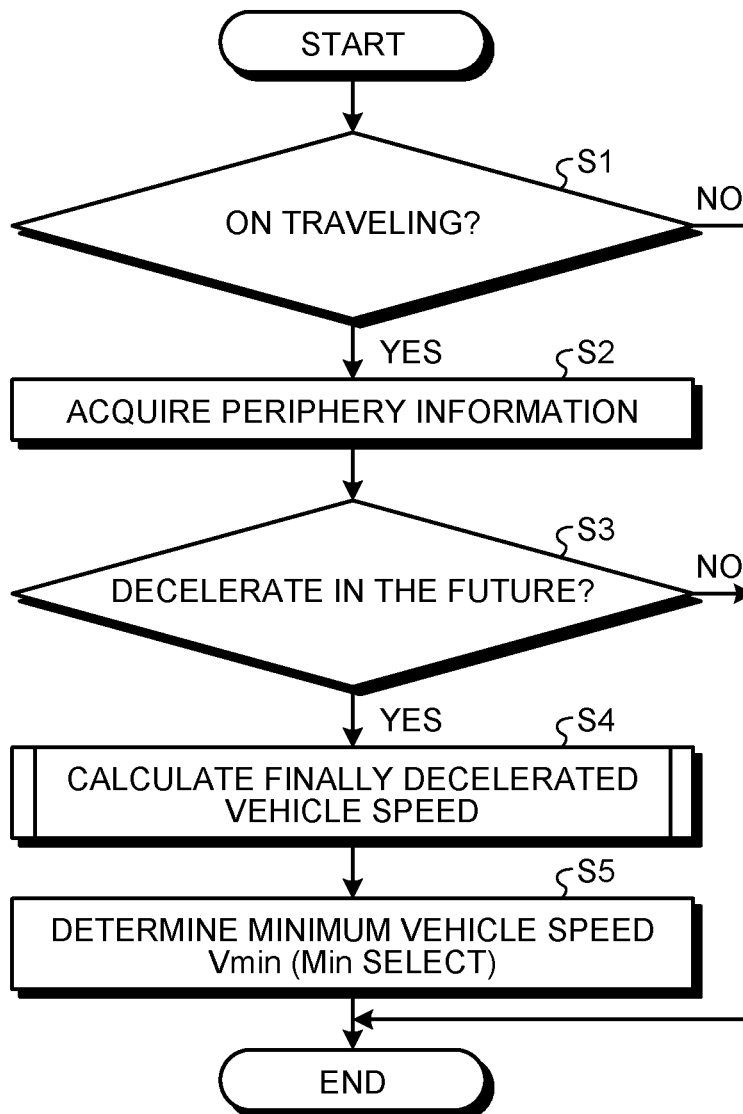 START
S1
ON TRAVELING?
NO
YES
S2
ACQUIRE PERIPHERY INFORMATION
S3
DECELERATE IN THE FUTURE?
NO
YES
S4
CALCULATE FINALLY DECELERATED
VEHICLE SPEED
S5
DETERMINE MINIMUM VEHICLE SPEED
Vmin (Min SELECT)
END